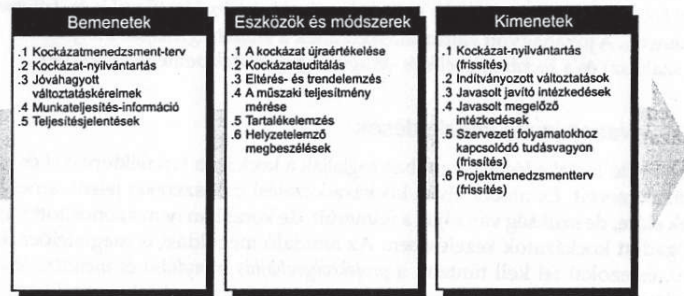 Bemenetek
.1 Kockázatmenedzsment-terv
.2 Kockázat-nyilvántartás
.3 Jóváhagyott
változtatáskérelmek
.4 Munkateljesítés-információ
.5 Teljesítésjelentések
Eszközök és módszerek
.1 A kockázat újraértékelése
.2 Kockázatauditálás
.3 Eltérés- és trendelemzés
.4 A műszaki teljesítmény
mérése
.5 Tartalékelemzés
.6 Helyzetelemző
megbeszélések
Kimenetek
.1 Kockázat-nyilvántartás
(frissítés)
.2 Indítványozott változtatások
.3 Javasolt javító intézkedések
.4 Javasolt megelőző
intézkedések
.5 Szervezeti folyamatokhoz
kapcsolódó tudásvagyon
(frissítés)
.6 Projektmenedzsmentterv
(frissítés)